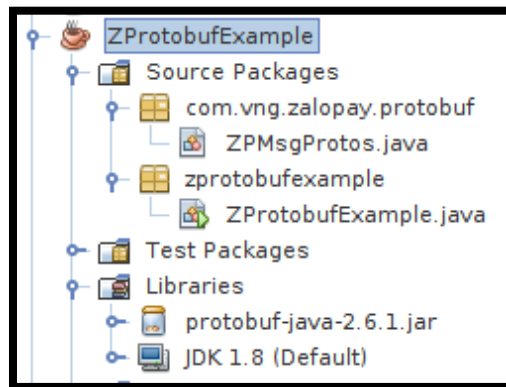 ZProtobufExample
Source Packages
com.vng.zalopay.protobuf
ZPMsgProtos.java
zprotobufexample
ZProtobufExample.java
Test Packages
Libraries
protobuf-java-2.6.1.jar
JDK 1.8 (Default)